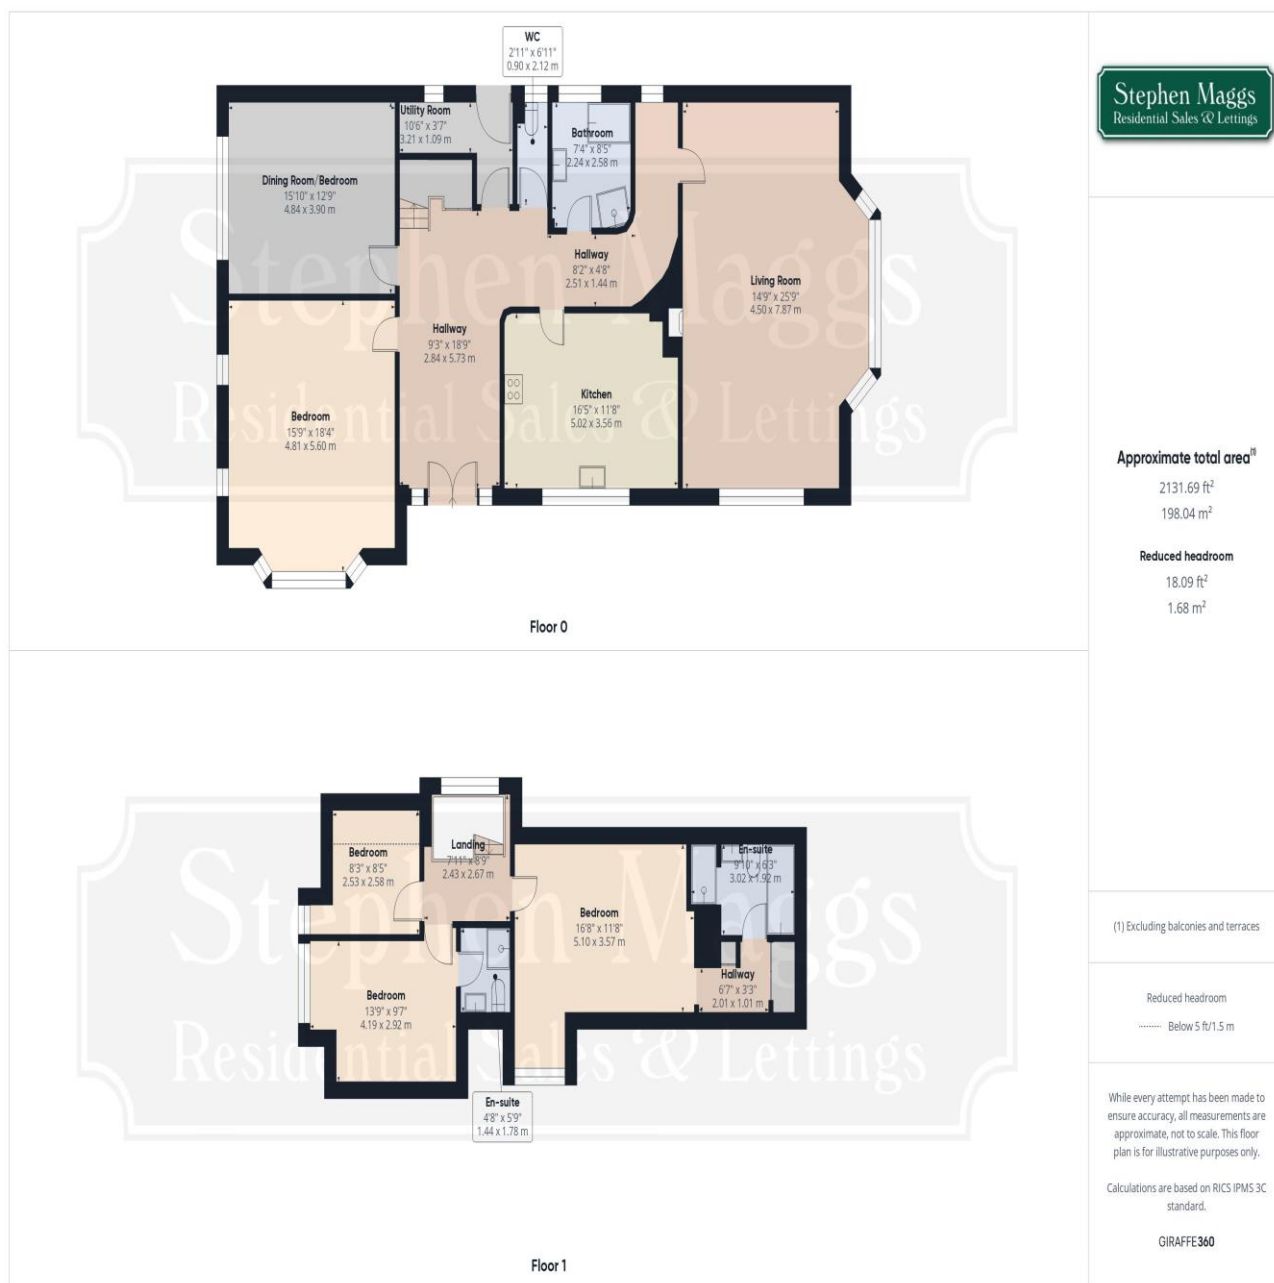 WC
2'11" x 6'11"
0.90 x 2.12 m
Utility Room
10'6" x 3'7"
3.21 x 1.09 m
Bathroom
7'4" x 8'5"
2.24 x 2.58 m
Dining Room/Bedroom
15'10" x 12'9"
4.84 x 3.90 m
Hallway
8'2" x 4'8"
2.51 x 1.44 m
Living Room
14'9" x 25'9"
4.50 x 7.87 m
Hallway
9'3" x 18'9"
2.84 x 5.73 m
Kitchen
16'5" x 11'8"
5.02 x 3.56 m
Bedroom
15'9" x 18'4"
4.81 x 5.60 m
Stephen Maggs
Residential Sales & Lettings
Floor 0
Landing
7'11" x 8'9"
2.43 x 2.67 m
Bedroom
8'3" x 8'5"
2.53 x 2.58 m
En-suite
9'10" x 6'3"
3.02 x 1.92 m
Bedroom
16'8" x 11'8"
5.10 x 3.57 m
Hallway
6'7" x 3'3"
2.01 x 1.01 m
Bedroom
13'9" x 9'7"
4.19 x 2.92 m
En-suite
4'8" x 5'9"
1.44 x 1.78 m
Stephen Maggs
Residential Sales & Lettings
Floor 1
Stephen Maggs
Residential Sales & Lettings
Approximate total area(1)
2131.69 ft²
198.04 m²
Reduced headroom
18.09 ft²
1.68 m²
(1) Excluding balconies and terraces
Reduced headroom
Below 5 ft/1.5 m
While every attempt has been made to
ensure accuracy, all measurements are
approximate, not to scale. This floor
plan is for illustrative purposes only.
Calculations are based on RICS IPMS 3C
standard.
GIRAFFE360